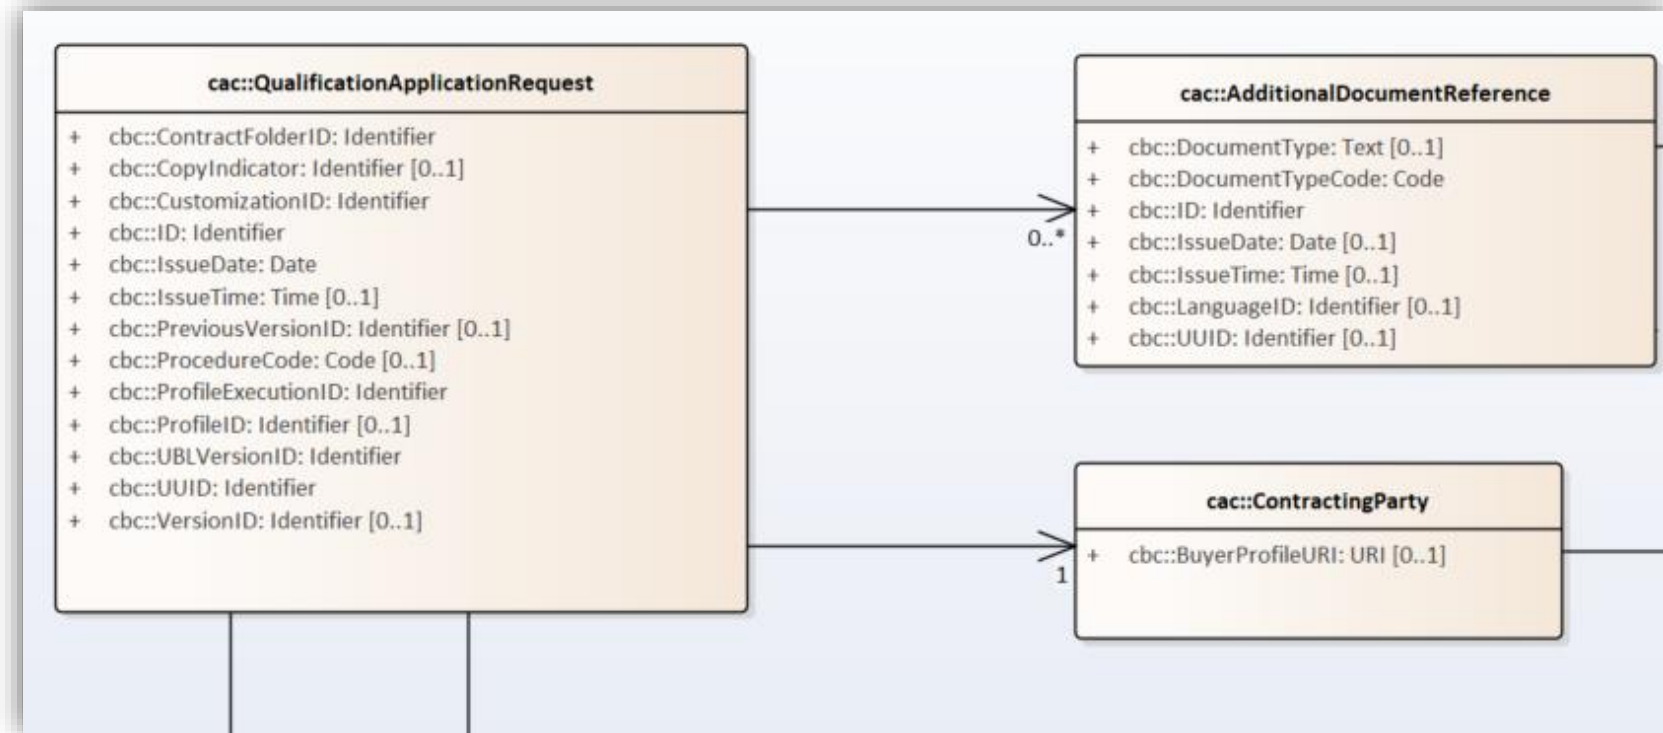 cac::QualificationApplicationRequest
+ cbc::ContractFolderID: Identifier
+ cbc::CopyIndicator: Identifier [0..1]
+ cbc::CustomizationID: Identifier
+ cbc::ID: Identifier
+ cbc::IssueDate: Date
+ cbc::IssueTime: Time [0..1]
+ cbc::PreviousVersionID: Identifier [0..1]
+ cbc::ProcedureCode: Code [0..1]
+ cbc::ProfileExecutionID: Identifier
+ cbc::ProfileID: Identifier [0..1]
+ cbc::UBLVersionID: Identifier
+ cbc::UUID: Identifier
+ cbc::VersionID: Identifier [0..1]
0..*
cac::AdditionalDocumentReference
+ cbc::DocumentType: Text [0..1]
+ cbc::DocumentTypeCode: Code
+ cbc::ID: Identifier
+ cbc::IssueDate: Date [0..1]
+ cbc::IssueTime: Time [0..1]
+ cbc::LanguageID: Identifier [0..1]
+ cbc::UUID: Identifier [0..1]
1
cac::ContractingParty
+ cbc::BuyerProfileURI: URI [0..1]